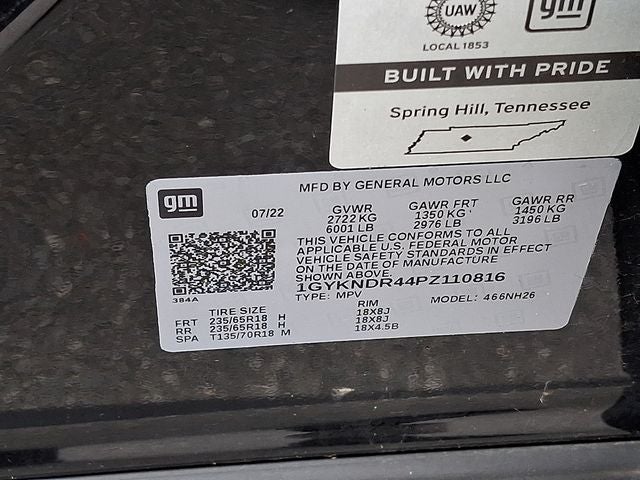 UAW
gm
LOCAL 1853
BUILT WITH PRIDE
Spring Hill, Tennessee
gm
MFD BY GENERAL MOTORS LLC
07/22
GVWR GAWR FRT GAWR RR
2722 KG 1350 KG 1450 KG
6001 LB 2976 LB 3196 LB
THIS VEHICLE CONFORMS TO ALL
APPLICABLE U.S. FEDERAL MOTOR
VEHICLE SAFETY STANDARDS IN EFFECT
ON THE DATE OF MANUFACTURE
SHOWN ABOVE.
1GYKNDR44PZ110816
384A
TYPE: MPV MODEL: 466NH26
TIRE SIZE RIM
FRT 235/65R18 H 18X8J
RR 235/65R18 H 18X8J
SPA T135/70R18 M 18X4.5B